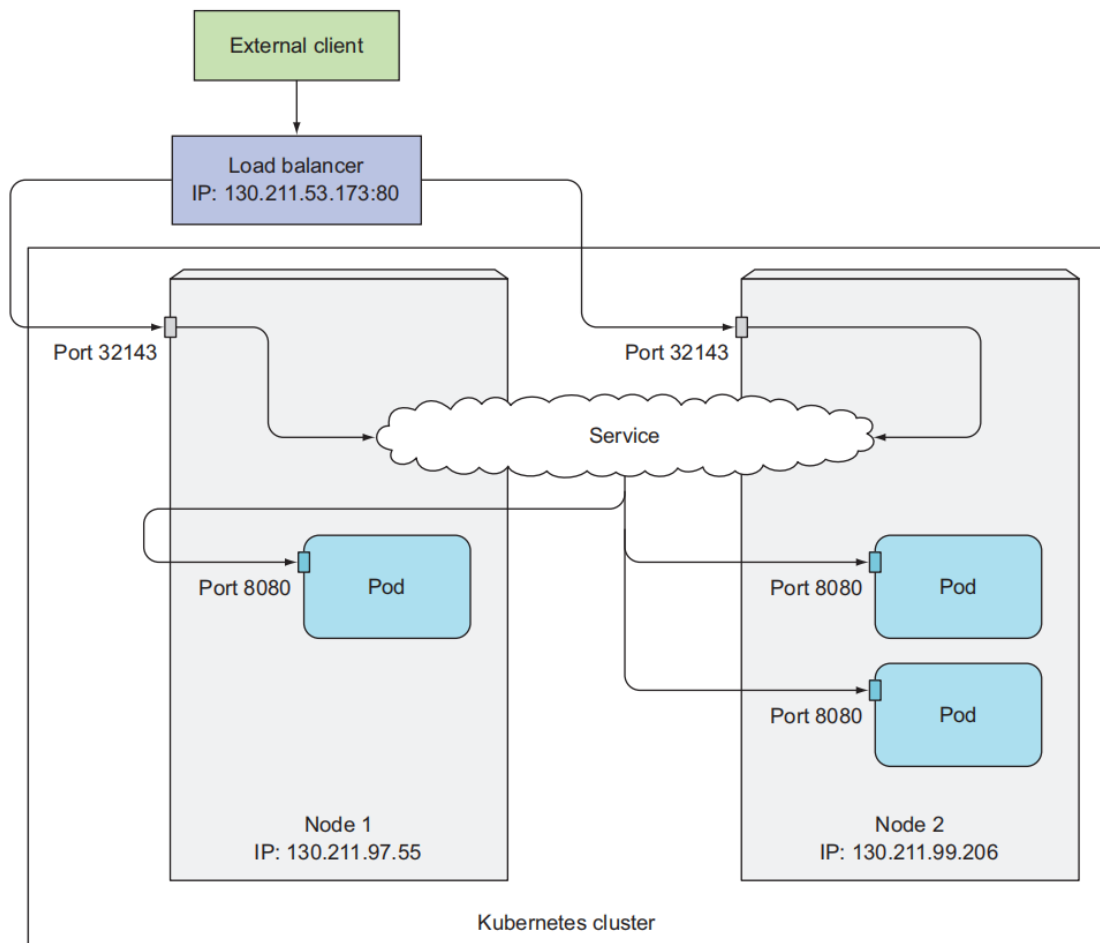 External client
Load balancer
IP: 130.211.53.173:80
Port 32143
Port 32143
Service
Port 8080
Pod
Port 8080
Pod
Port 8080
Pod
Node 1
IP: 130.211.97.55
Node 2
IP: 130.211.99.206
Kubernetes cluster